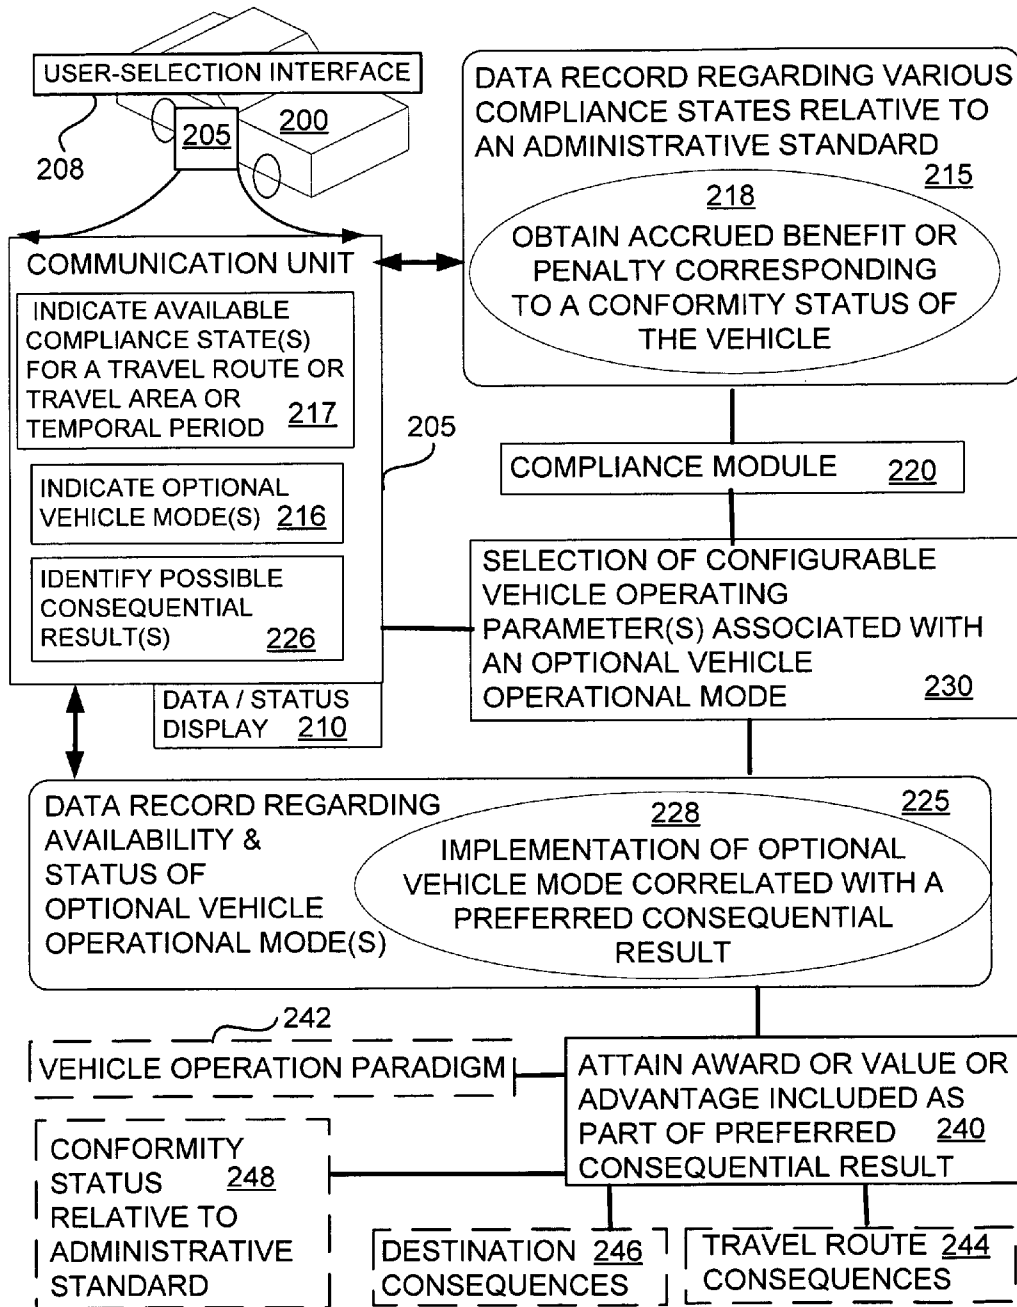 USER-SELECTION INTERFACE
205
200
208
DATA RECORD REGARDING VARIOUS
COMPLIANCE STATES RELATIVE TO
AN ADMINISTRATIVE STANDARD
215
218
OBTAIN ACCRUED BENEFIT OR
PENALTY CORRESPONDING
TO A CONFORMITY STATUS OF
THE VEHICLE
COMMUNICATION UNIT
INDICATE AVAILABLE
COMPLIANCE STATE(S)
FOR A TRAVEL ROUTE OR
TRAVEL AREA OR
TEMPORAL PERIOD 217
INDICATE OPTIONAL
VEHICLE MODE(S) 216
IDENTIFY POSSIBLE
CONSEQUENTIAL
RESULT(S) 226
205
DATA / STATUS
DISPLAY 210
COMPLIANCE MODULE 220
SELECTION OF CONFIGURABLE
VEHICLE OPERATING
PARAMETER(S) ASSOCIATED WITH
AN OPTIONAL VEHICLE
OPERATIONAL MODE 230
DATA RECORD REGARDING
AVAILABILITY &
STATUS OF
OPTIONAL VEHICLE
OPERATIONAL MODE(S)
225
228
IMPLEMENTATION OF OPTIONAL
VEHICLE MODE CORRELATED WITH A
PREFERRED CONSEQUENTIAL
RESULT
242
VEHICLE OPERATION PARADIGM
ATTAIN AWARD OR VALUE OR
ADVANTAGE INCLUDED AS
PART OF PREFERRED 240
CONSEQUENTIAL RESULT
CONFORMITY
STATUS 248
RELATIVE TO
ADMINISTRATIVE
STANDARD
DESTINATION 246
CONSEQUENCES
TRAVEL ROUTE 244
CONSEQUENCES